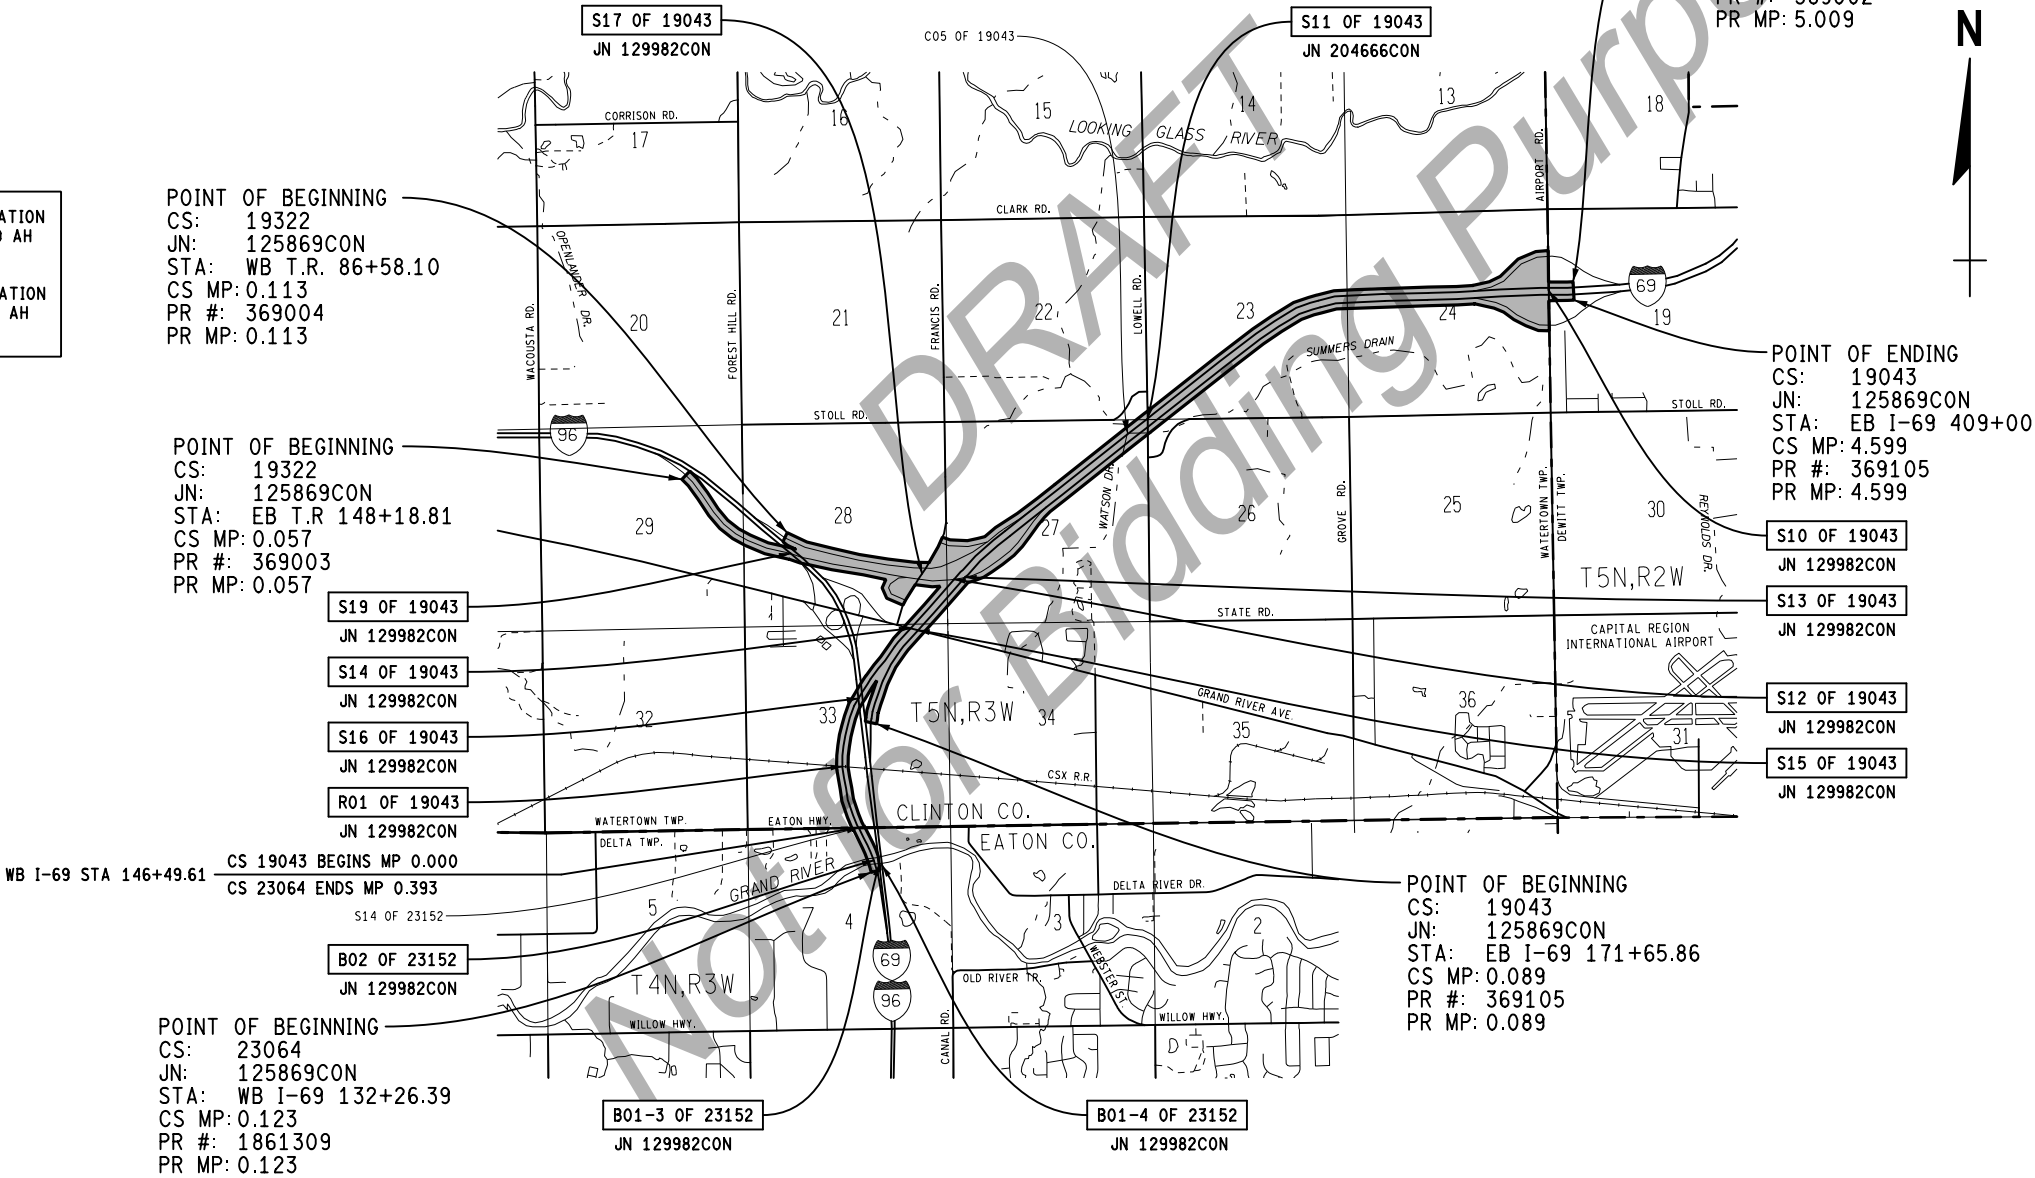 S17 OF 19043
JN 129982CON
C05 OF 19043
S11 OF 19043
JN 204666CON
PR MP: 5.009
N
ATION
AH
ATION
AH
POINT OF BEGINNING
CS: 19322
JN: 125869CON
STA: WB T.R. 86+58.10
CS MP: 0.113
PR #: 369004
PR MP: 0.113
POINT OF BEGINNING
CS: 19322
JN: 125869CON
STA: EB T.R 148+18.81
CS MP: 0.057
PR #: 369003
PR MP: 0.057
S19 OF 19043
JN 129982CON
S14 OF 19043
JN 129982CON
S16 OF 19043
JN 129982CON
R01 OF 19043
JN 129982CON
WB I-69 STA 146+49.61
CS 19043 BEGINS MP 0.000
CS 23064 ENDS MP 0.393
S14 OF 23152
B02 OF 23152
JN 129982CON
POINT OF BEGINNING
CS: 23064
JN: 125869CON
STA: WB I-69 132+26.39
CS MP: 0.123
PR #: 1861309
PR MP: 0.123
B01-3 OF 23152
JN 129982CON
B01-4 OF 23152
JN 129982CON
POINT OF BEGINNING
CS: 19043
JN: 125869CON
STA: EB I-69 171+65.86
CS MP: 0.089
PR #: 369105
PR MP: 0.089
POINT OF ENDING
CS: 19043
JN: 125869CON
STA: EB I-69 409+00
CS MP: 4.599
PR #: 369105
PR MP: 4.599
S10 OF 19043
JN 129982CON
S13 OF 19043
JN 129982CON
S12 OF 19043
JN 129982CON
S15 OF 19043
JN 129982CON
CORRISON RD.
17
16
15
14
13
18
LOOKING GLASS RIVER
AIRPORT RD.
CLARK RD.
OPENLANDER DR.
WACOUSTA RD.
FOREST HILL RD.
FRANCIS RD.
LOWELL RD.
20
21
22
23
24
19
69
SUMMERS DRAIN
STOLL RD.
STOLL RD.
96
29
28
27
26
25
30
WATSON DR.
GROVE RD.
WATERTOWN TWP.
DEWITT TWP.
REYNOLDS DR.
T5N,R2W
STATE RD.
CAPITAL REGION
INTERNATIONAL AIRPORT
32
33
T5N,R3W
34
GRAND RIVER AVE.
35
36
31
CSX R.R.
CLINTON CO.
WATERTOWN TWP.
EATON HWY.
DELTA TWP.
EATON CO.
GRAND RIVER
DELTA RIVER DR.
5
4
3
2
69
96
WEBSTER ST.
OLD RIVER TR.
T4N,R3W
WILLOW HWY.
CANAL RD.
WILLOW HWY.
DRAFT
Not for Bidding Purpo